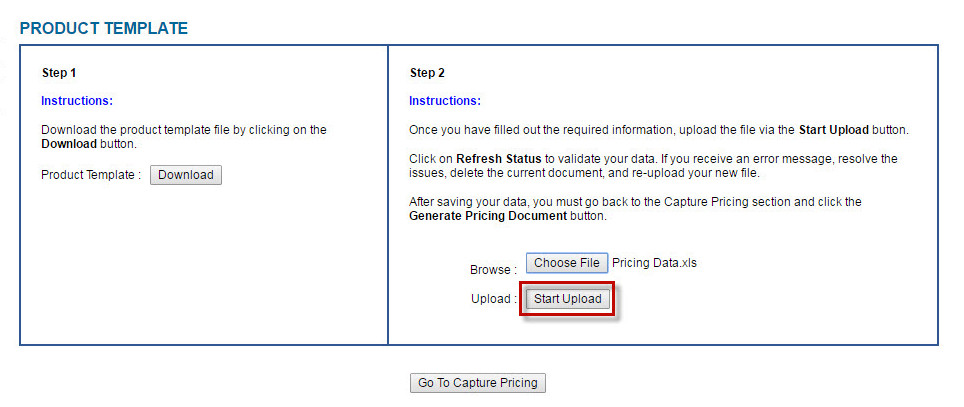 PRODUCT TEMPLATE
Step 1
Instructions:
Download the product template file by clicking on the
Download button.
Product Template : Download
Step 2
Instructions:
Once you have filled out the required information, upload the file via the Start Upload button.
Click on Refresh Status to validate your data. If you receive an error message, resolve the
issues, delete the current document, and re-upload your new file.
After saving your data, you must go back to the Capture Pricing section and click the
Generate Pricing Document button.
Browse : Choose File Pricing Data.xls
Upload : Start Upload
Go To Capture Pricing